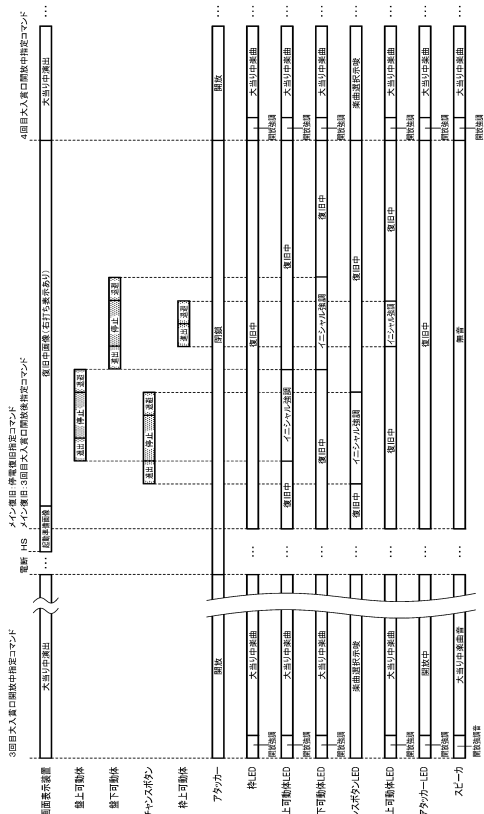 3回目大入賞口開放中指定コマンド
電断 HS
メイン復旧：停電復旧指定コマンド
メイン復旧：3回目大入賞口開放後指定コマンド
4回目大入賞口開放中指定コマンド
画面表示装置
大当り中演出
…
起動準備画像
復旧中画像（右打ち表示あり）
大当り中演出
…
盤上可動体
進出
停止
退避
盤下可動体
進出
停止
退避
チャンスボタン
進出
停止
退避
枠上可動体
進出
退避
アタッカー
開放
閉鎖
開放
…
枠LED
開放強調
大当り中楽曲
…
復旧中
開放強調
大当り中楽曲
…
上可動体LED
開放強調
大当り中楽曲
…
復旧中
イニシャル強調
復旧中
開放強調
大当り中楽曲
…
下可動体LED
開放強調
大当り中楽曲
…
復旧中
イニシャル強調
復旧中
開放強調
大当り中楽曲
…
ンスボタンLED
楽曲選択示唆
…
復旧中
イニシャル強調
復旧中
楽曲選択示唆
…
上可動体LED
開放強調
大当り中楽曲
…
復旧中
イニシャル強調
復旧中
開放強調
大当り中楽曲
…
アタッカーLED
開放強調
開放中
…
復旧中
開放強調
大当り中楽曲
…
スピーカ
開放強調音
大当り中楽曲音
…
無音
開放強調
大当り中楽曲
…